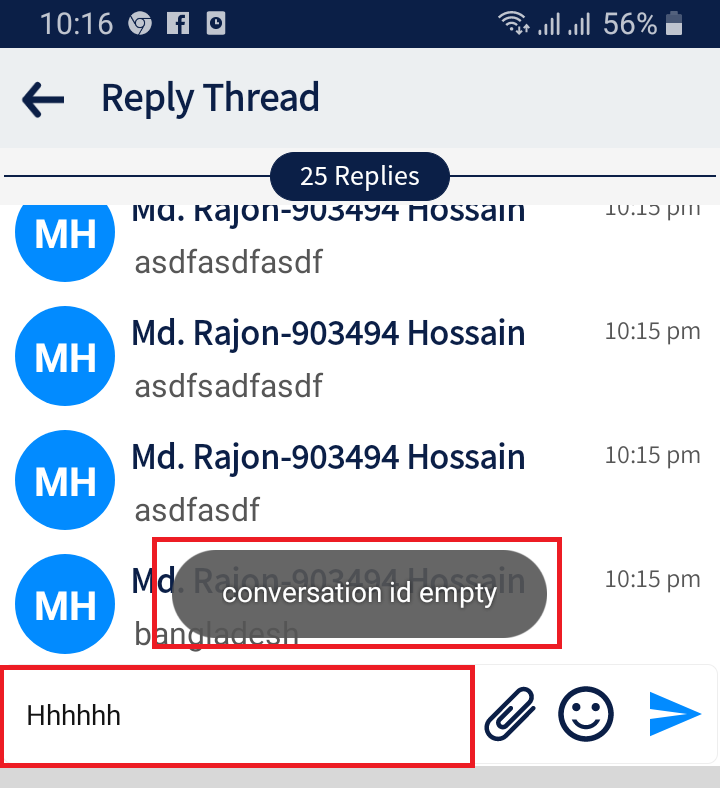 10:16 56%
Reply Thread
25 Replies
MH Md. Rajon-903494 Hossain 10:15 pm
asdfasdfasdf
MH Md. Rajon-903494 Hossain 10:15 pm
asdfsadfasdf
MH Md. Rajon-903494 Hossain 10:15 pm
asdfasdf
MH Md. Rajon-903494 Hossain 10:15 pm
conversation id empty
bangladesh
Hhhhhh